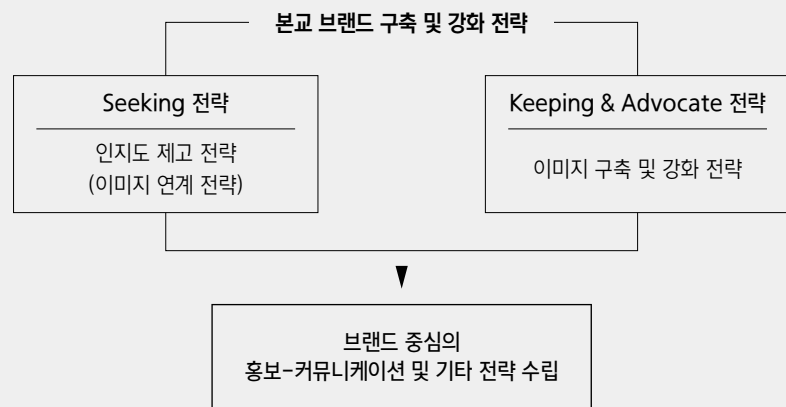 본교 브랜드 구축 및 강화 전략
Seeking 전략
인지도 제고 전략
(이미지 연계 전략)
Keeping & Advocate 전략
이미지 구축 및 강화 전략
브랜드 중심의
홍보-커뮤니케이션 및 기타 전략 수립